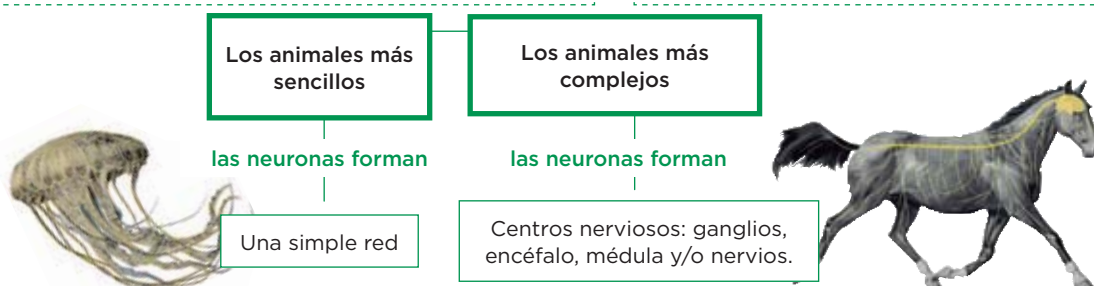 Los animales más
sencillos
Los animales más
complejos
las neuronas forman
las neuronas forman
Una simple red
Centros nerviosos: ganglios,
encéfalo, médula y/o nervios.